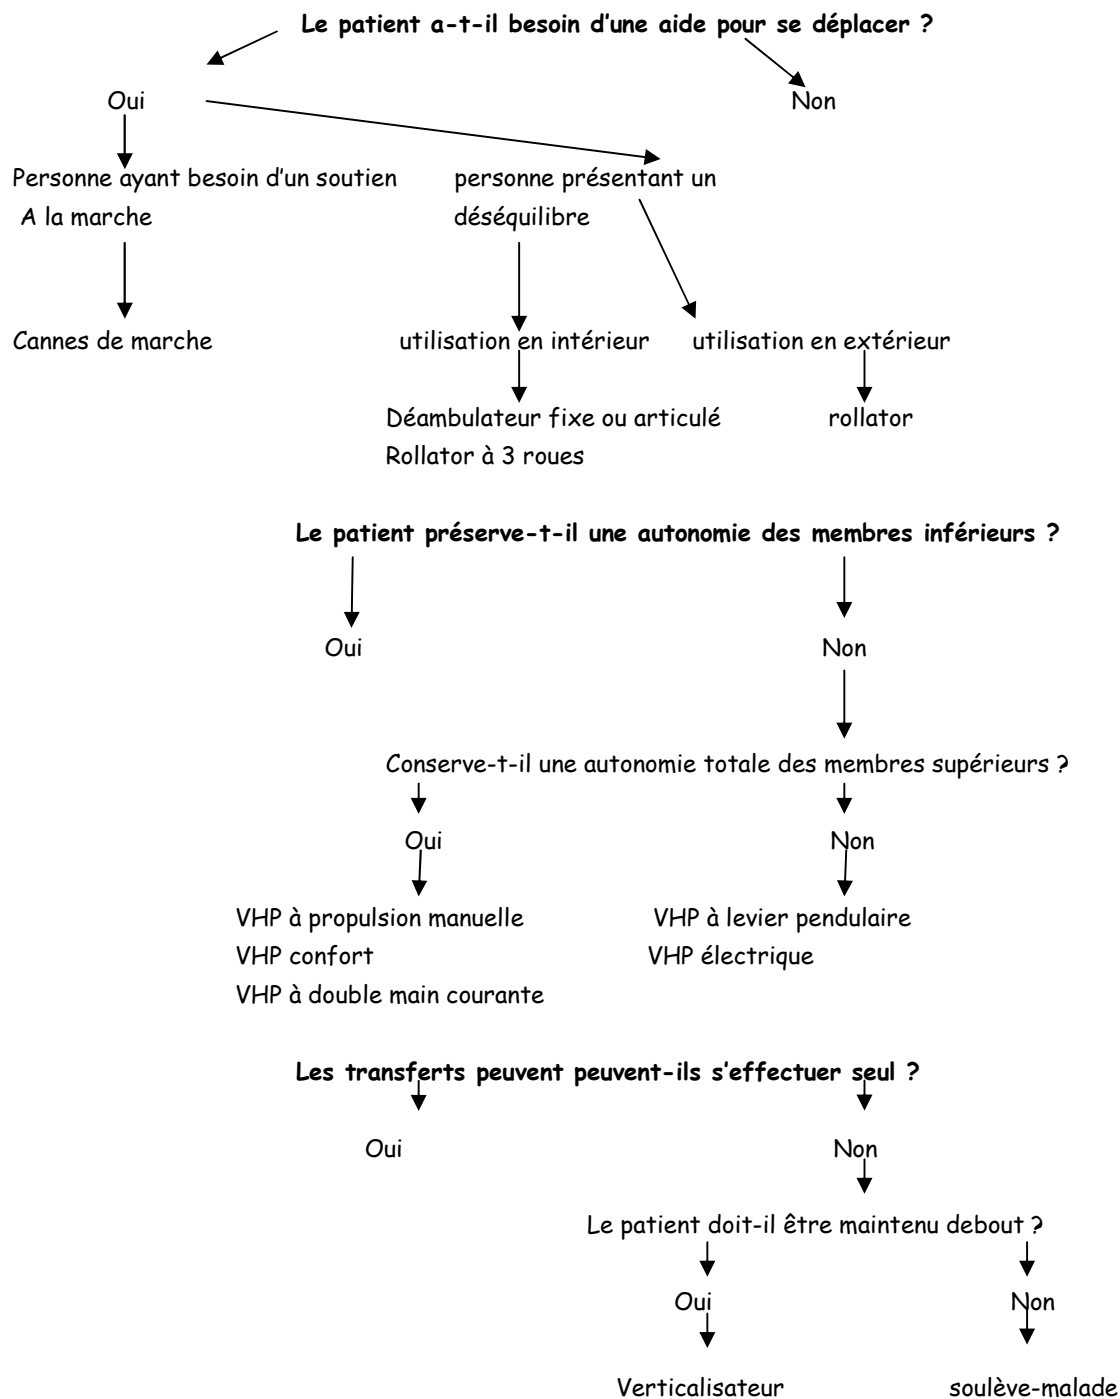 Le patient a-t-il besoin d'une aide pour se déplacer ?
Oui
Non
Personne ayant besoin d'un soutien
A la marche
personne présentant un
déséquilibre
Cannes de marche
utilisation en intérieur
utilisation en extérieur
Déambulateur fixe ou articulé
Rollator à 3 roues
rollator
Le patient préserve-t-il une autonomie des membres inférieurs ?
Oui
Non
Conserve-t-il une autonomie totale des membres supérieurs ?
Oui
Non
VHP à propulsion manuelle
VHP confort
VHP à double main courante
VHP à levier pendulaire
VHP électrique
Les transferts peuvent peuvent-ils s'effectuer seul ?
Oui
Non
Le patient doit-il être maintenu debout ?
Oui
Non
Verticalisateur
soulève-malade